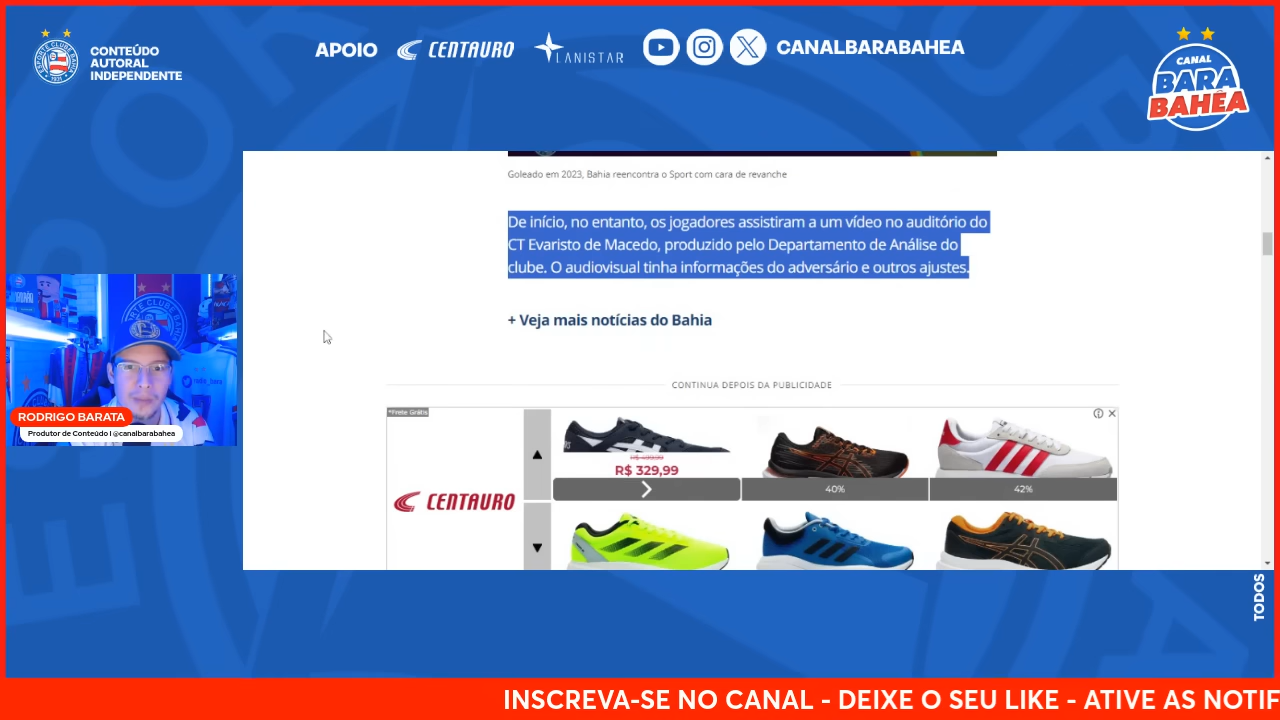 CONTEÚDO
AUTORAL
INDEPENDENTE
APOIO
CENTAURO
LANISTAR
CANALBARABAHEA
CANAL
BARA
BAHÊA
Goleado em 2023, Bahia reencontra o Sport com cara de revanche
De início, no entanto, os jogadores assistiram a um vídeo no auditório do
CT Evaristo de Macedo, produzido pelo Departamento de Análise do
clube. O audiovisual tinha informações do adversário e outros ajustes.
+ Veja mais notícias do Bahia
CONTINUA DEPOIS DA PUBLICIDADE
*Frete Grátis
CENTAURO
R$ 329,99
40%
42%
RODRIGO BARATA
Produtor de Conteúdo I @canalbarabahea
TODOS
INSCREVA-SE NO CANAL - DEIXE O SEU LIKE - ATIVE AS NOTIF